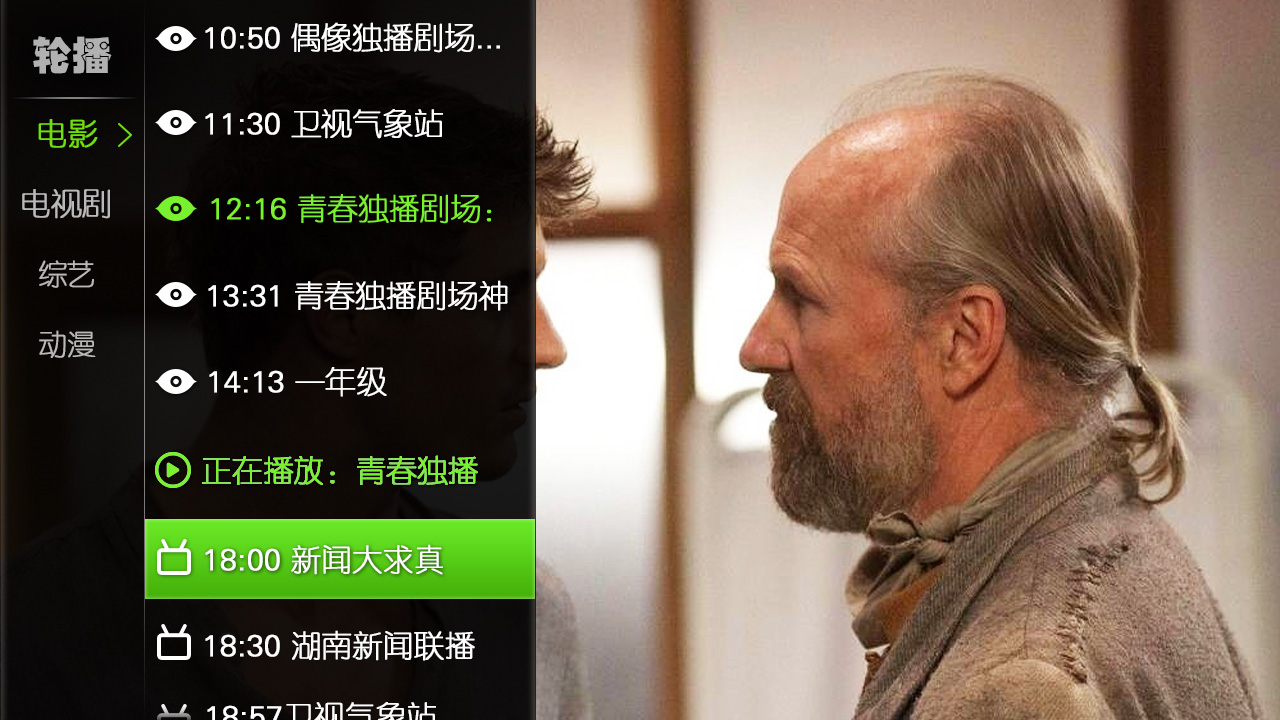 轮播
电影
电视剧
综艺
动漫
10:50 偶像独播剧场...
11:30 卫视气象站
12:16 青春独播剧场：
13:31 青春独播剧场神
14:13 一年级
正在播放：青春独播
18:00 新闻大求真
18:30 湖南新闻联播
18:57卫视气象站